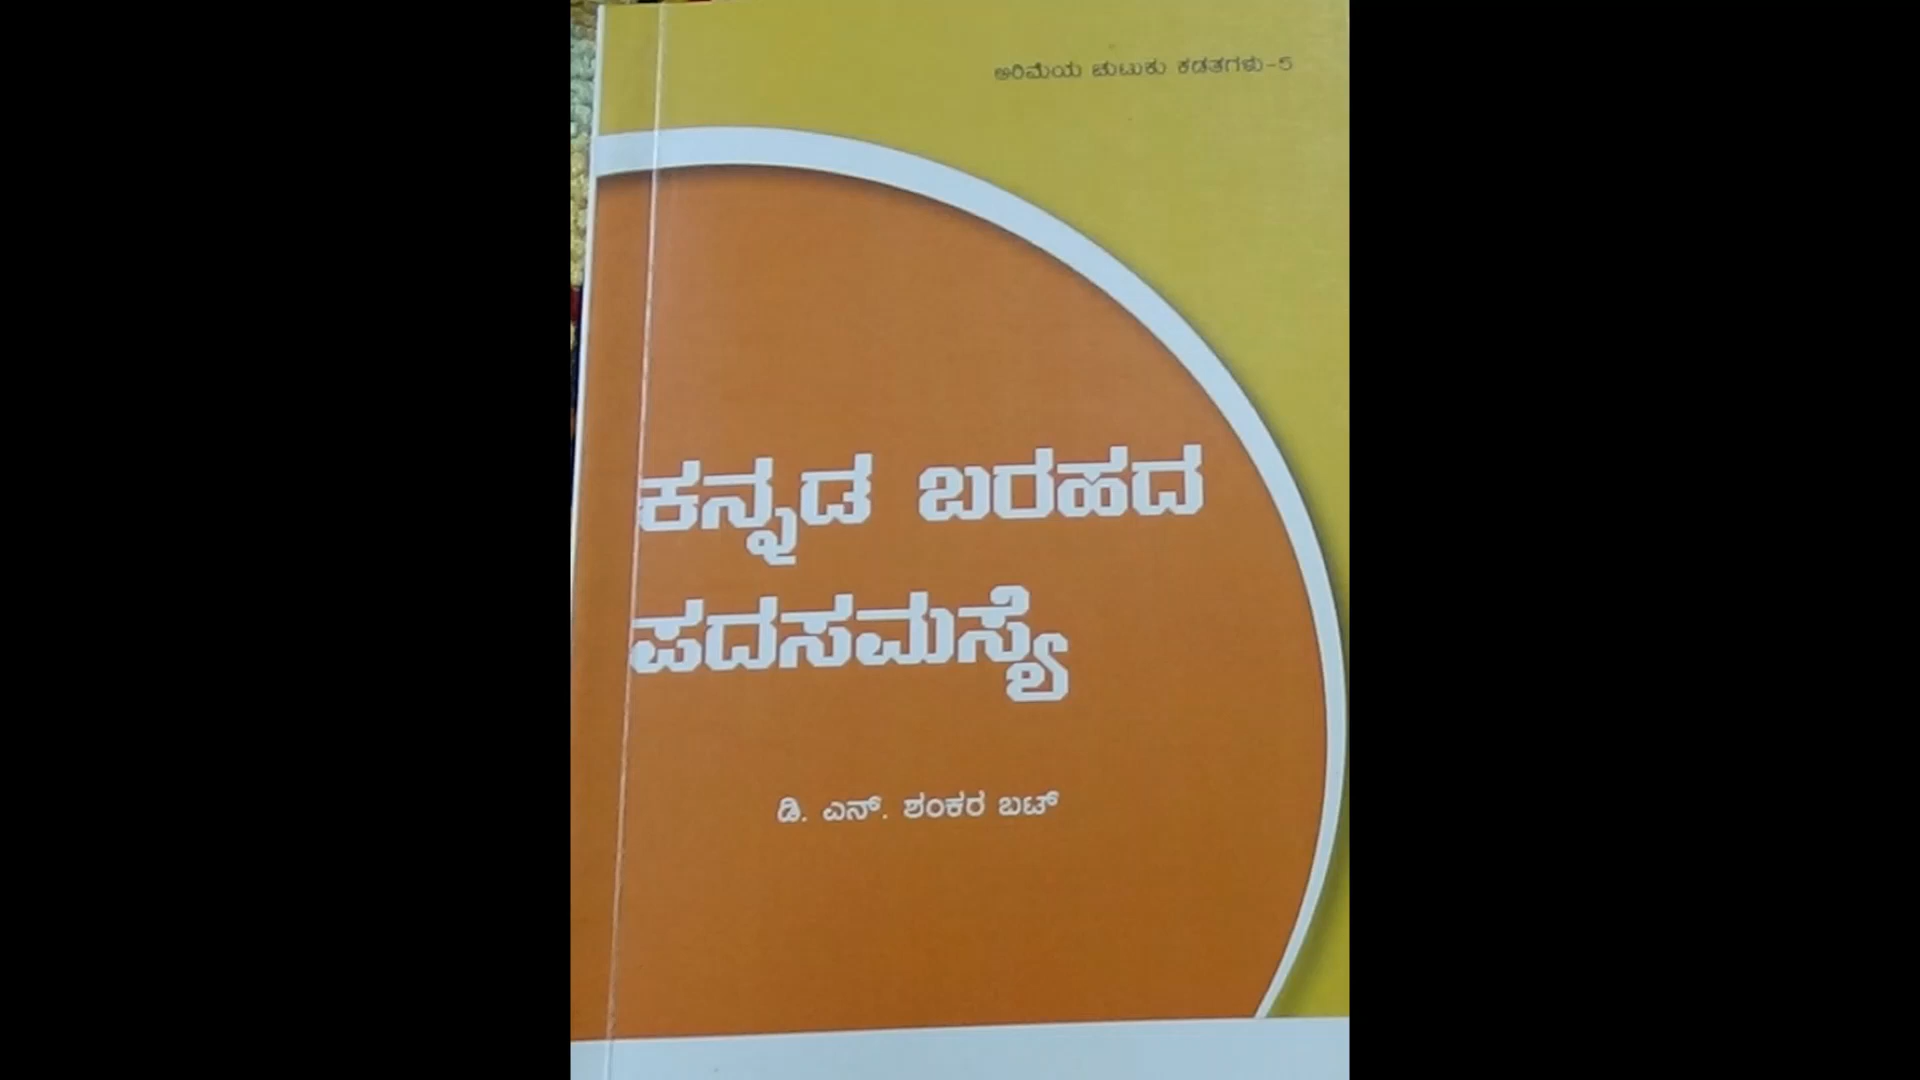 ಅರಿಮೆಯ ಚುಟುಕು ಕಡತಗಳು-5
ಕನ್ನಡ ಬರಹದ
ಪದಸಮಸ್ಯೆ
ಡಿ. ಎನ್. ಶಂಕರ ಬಟ್